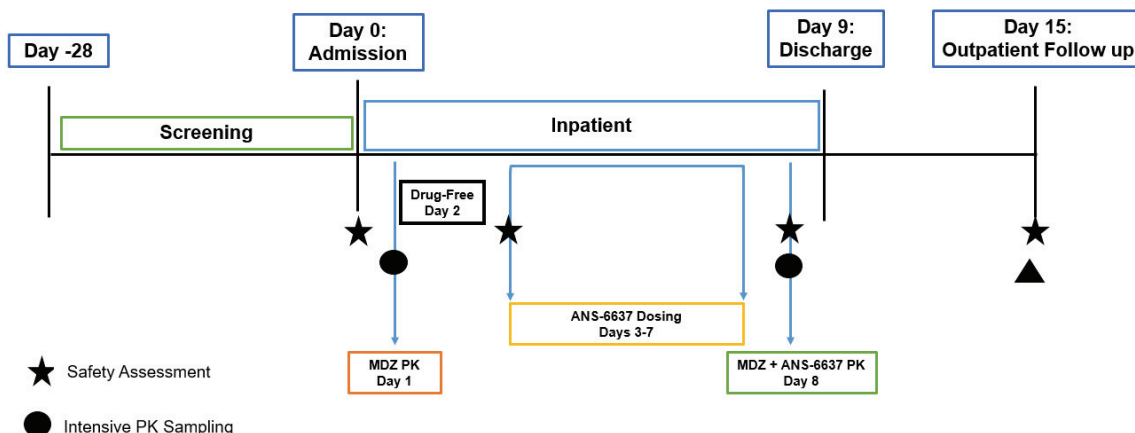 Day -28
Day 0:
Admission
Day 9:
Discharge
Day 15:
Outpatient Follow up
Screening
Inpatient
Drug-Free
Day 2
ANS-6637 Dosing
Days 3-7
MDZ PK
Day 1
MDZ + ANS-6637 PK
Day 8
Safety Assessment
Intensive PK Sampling